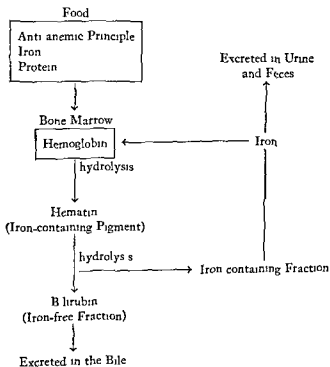 Food
Anti anemic Principle
Iron
Protein
Excreted in Urine
and Feces
Bone Marrow
Hemoglobin
Iron
hydrolysis
Hematin
(Iron-containing Pigment)
hydrolys s
Iron containing Fraction
B lirubin
(Iron-free Fraction)
Excreted in the Bile